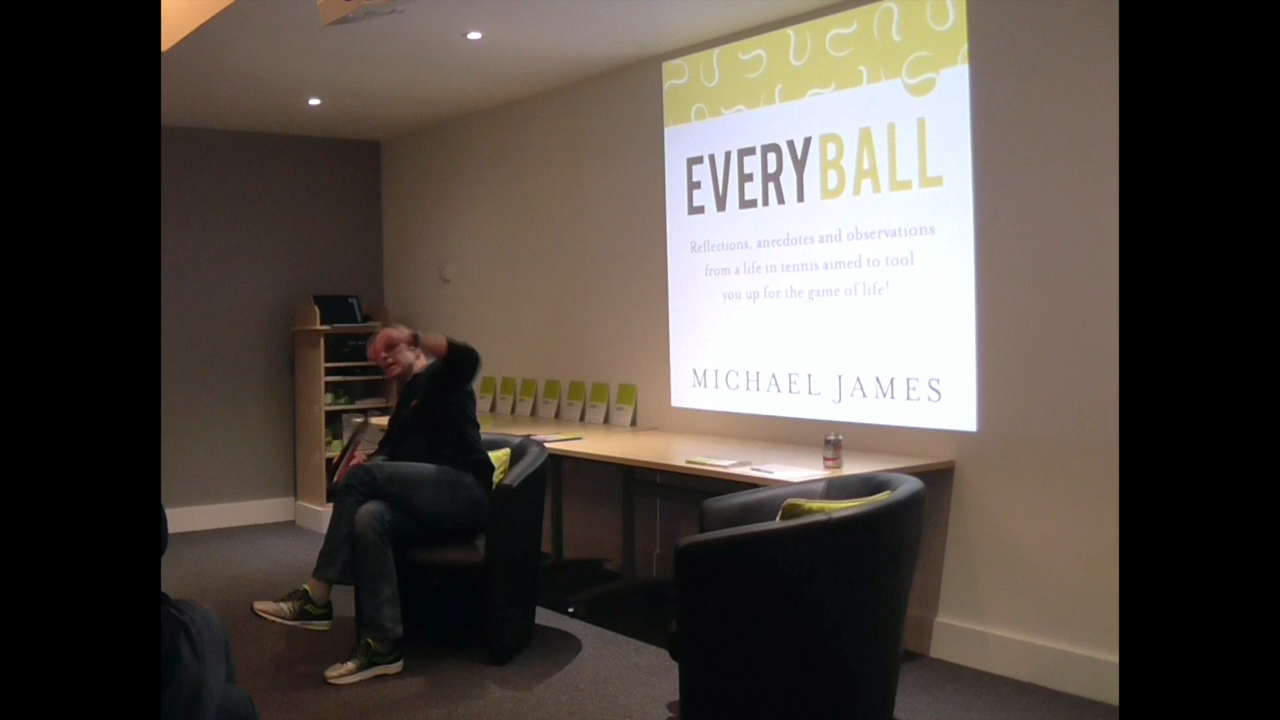 EVERYBALL
Reflections, anecdotes and observations
from a life in tennis aimed to tool
you up for the game of life!
MICHAEL JAMES